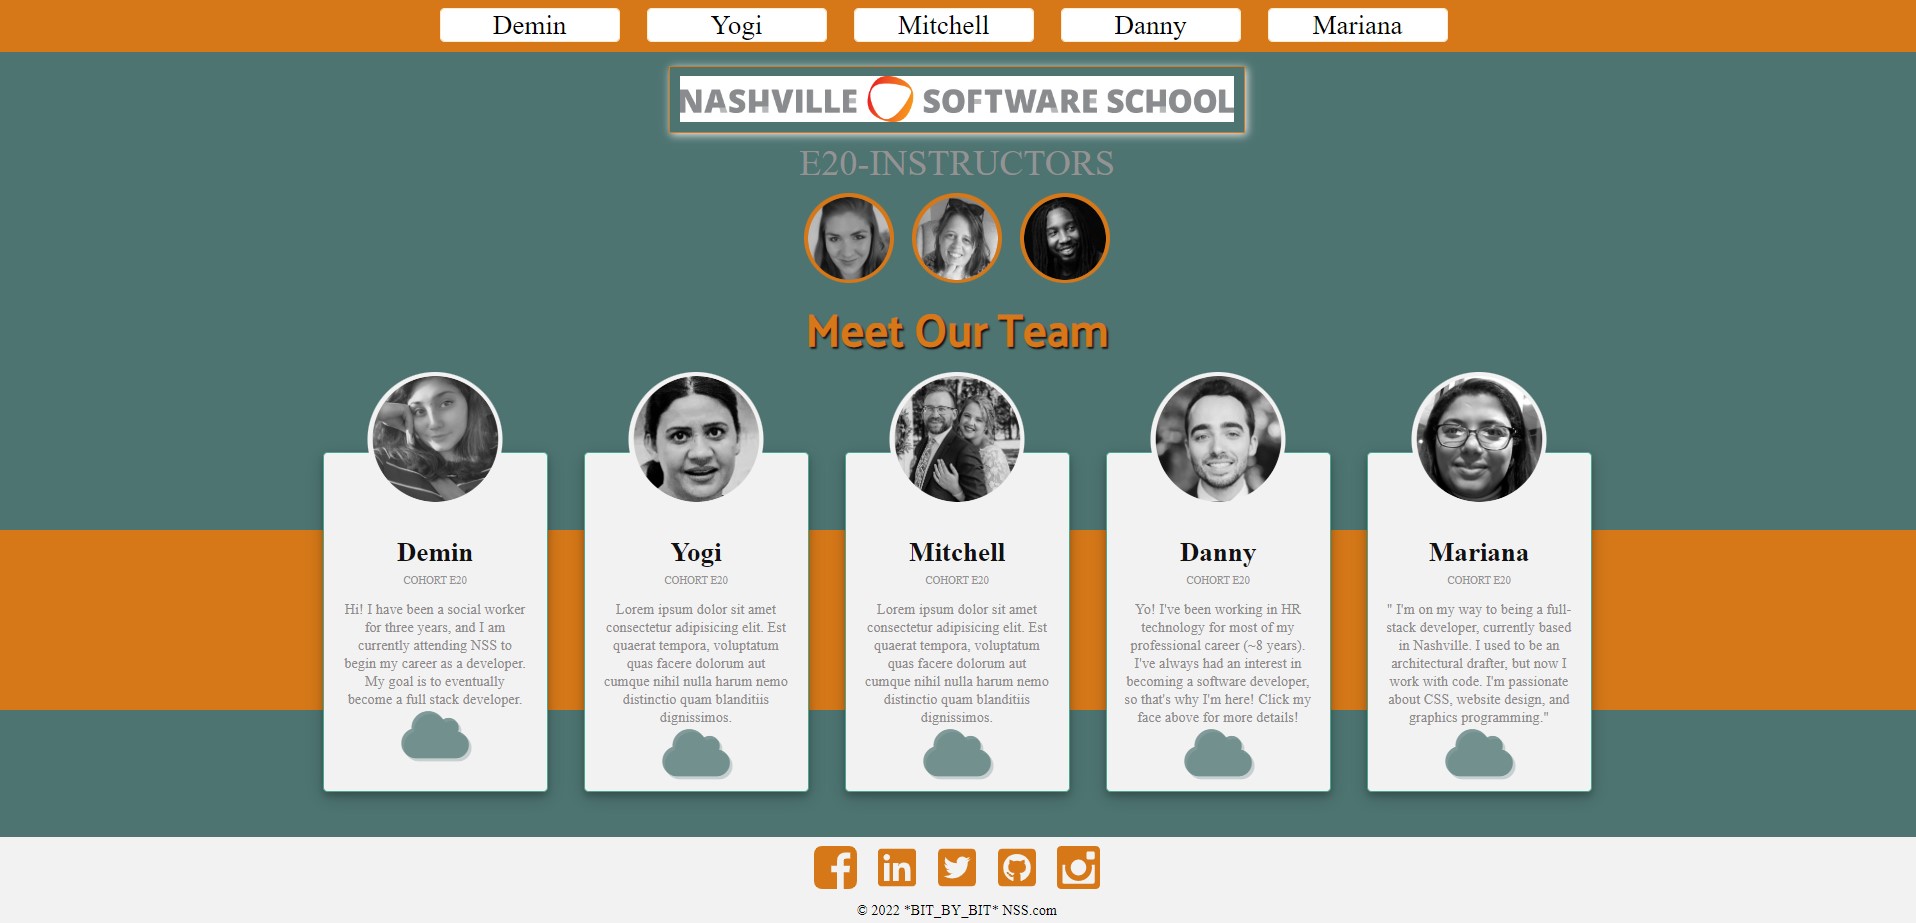 Demin
Yogi
Mitchell
Danny
Mariana
NASHVILLE SOFTWARE SCHOOL
E20-INSTRUCTORS
Meet Our Team
Demin
COHORT E20
Hi! I have been a social worker
for three years, and I am
currently attending NSS to
begin my career as a developer.
My goal is to eventually
become a full stack developer.
Yogi
COHORT E20
Lorem ipsum dolor sit amet
consectetur adipisicing elit. Est
quaerat tempora, voluptatum
quas facere dolorum aut
cumque nihil nulla harum nemo
distinctio quam blanditiis
dignissimos.
Mitchell
COHORT E20
Lorem ipsum dolor sit amet
consectetur adipisicing elit. Est
quaerat tempora, voluptatum
quas facere dolorum aut
cumque nihil nulla harum nemo
distinctio quam blanditiis
dignissimos.
Danny
COHORT E20
Yo! I've been working in HR
technology for most of my
professional career (~8 years).
I've always had an interest in
becoming a software developer,
so that's why I'm here! Click my
face above for more details!
Mariana
COHORT E20
" I'm on my way to being a full-
stack developer, currently based
in Nashville. I used to be an
architectural drafter, but now I
work with code. I'm passionate
about CSS, website design, and
graphics programming."
© 2022 *BIT_BY_BIT* NSS.com